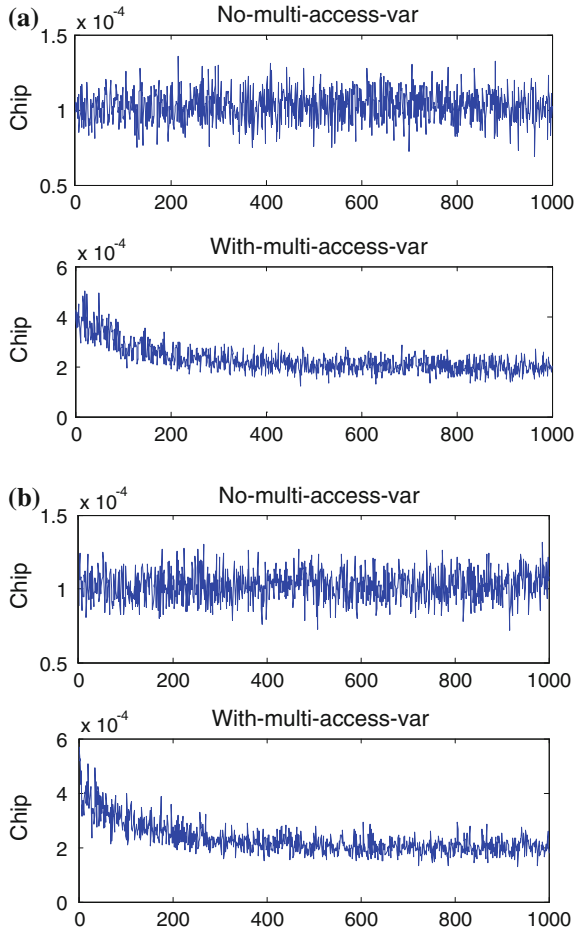 (a)
No-multi-access-var
x 10-4
1.5
1
0.5
Chip
0 200 400 600 800 1000
With-multi-access-var
x 10-4
6
4
2
0
Chip
0 200 400 600 800 1000
(b)
No-multi-access-var
x 10-4
1.5
1
0.5
Chip
0 200 400 600 800 1000
With-multi-access-var
x 10-4
6
4
2
0
Chip
0 200 400 600 800 1000